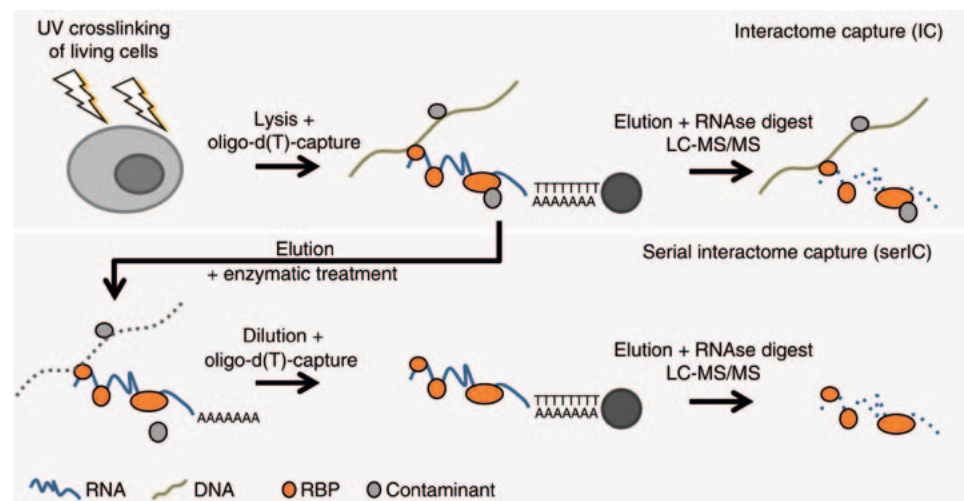 UV crosslinking
of living cells
Interactome capture (IC)
Lysis +
oligo-d(T)-capture
Elution + RNAse digest
LC-MS/MS
TTTTTTT
AAAAAAA
Elution
+ enzymatic treatment
Serial interactome capture (serIC)
Dilution +
oligo-d(T)-capture
Elution + RNAse digest
LC-MS/MS
AAAAAAA
TTTTTTT
AAAAAAA
RNA
DNA
RBP
Contaminant